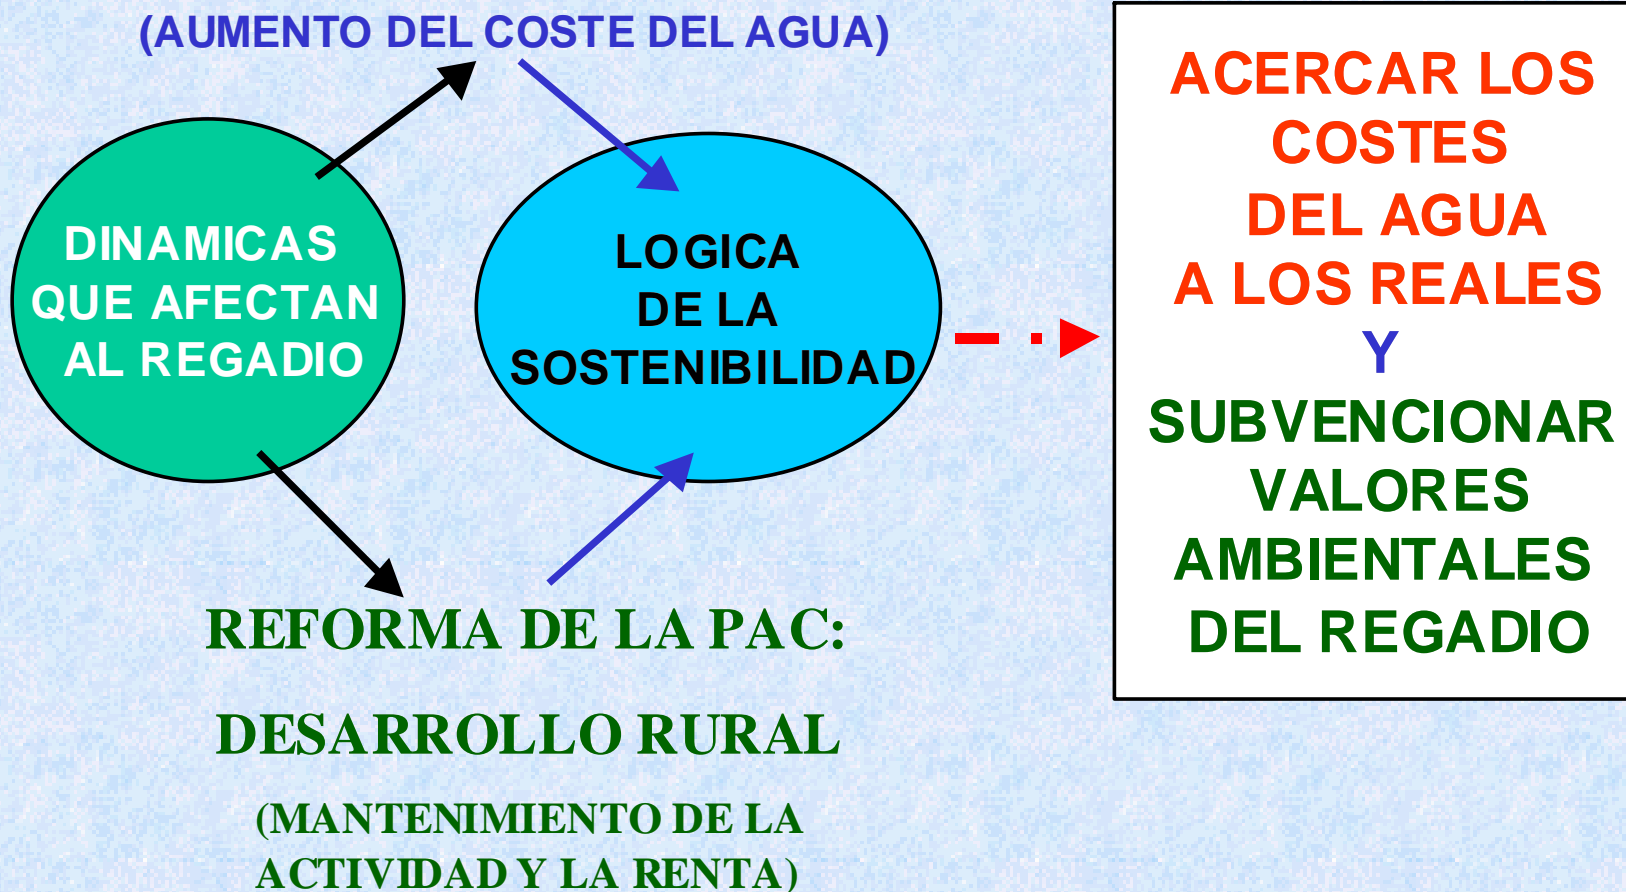 (AUMENTO DEL COSTE DEL AGUA)
DINAMICAS
QUE AFECTAN
AL REGADIO
LOGICA
DE LA
SOSTENIBILIDAD
REFORMA DE LA PAC:
DESARROLLO RURAL
(MANTENIMIENTO DE LA
ACTIVIDAD Y LA RENTA)
ACERCAR LOS
COSTES
DEL AGUA
A LOS REALES
Y
SUBVENCIONAR
VALORES
AMBIENTALES
DEL REGADIO